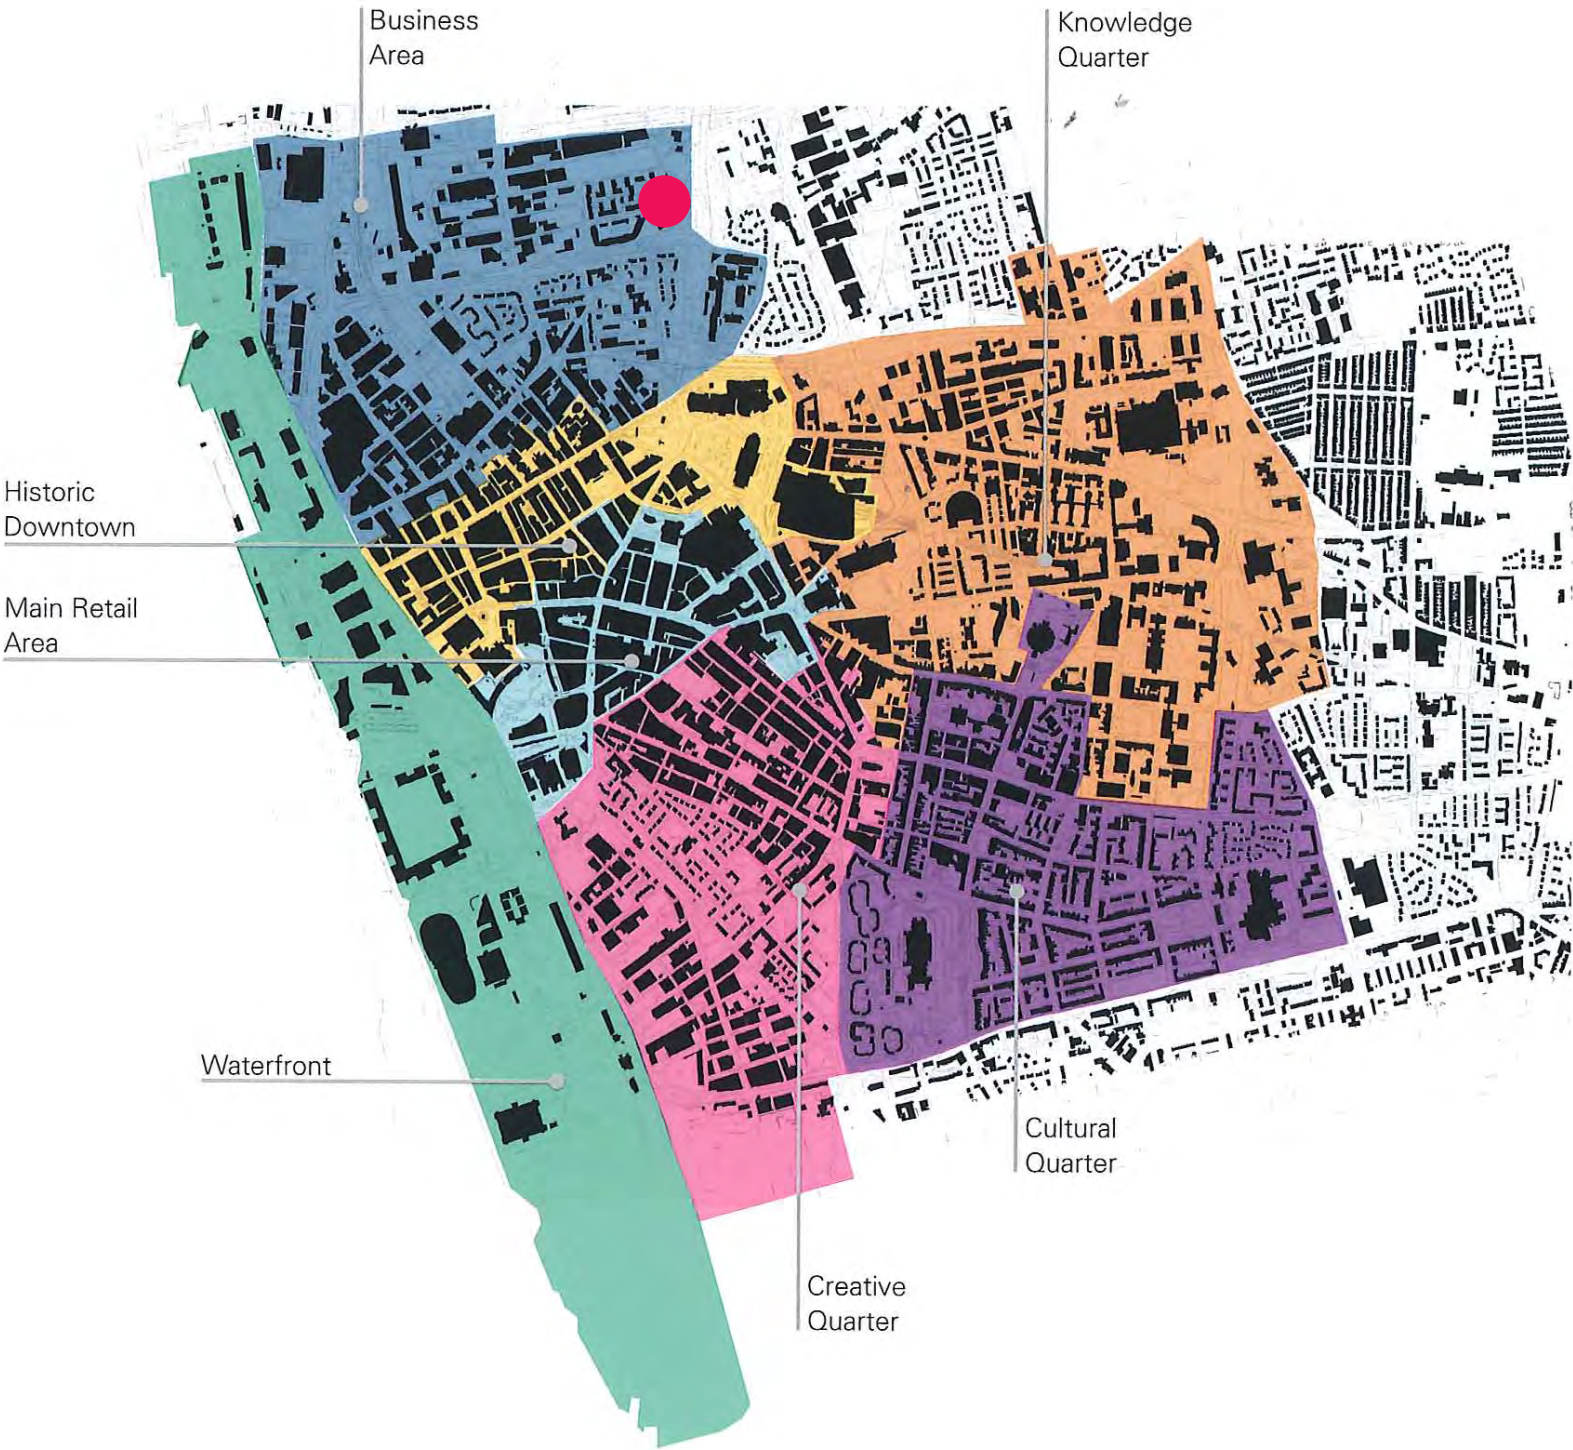 Business
Area
Knowledge
Quarter
Historic
Downtown
Main Retail
Area
Waterfront
Cultural
Quarter
Creative
Quarter